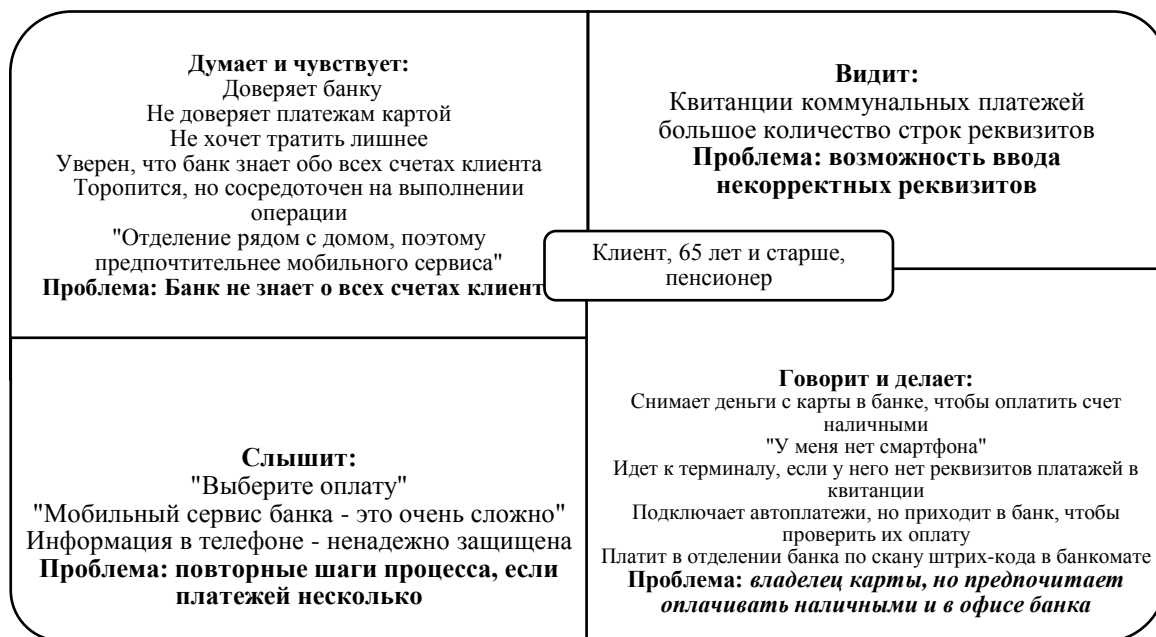 Думает и чувствует:
Доверяет банку
Не доверяет платежам картой
Не хочет тратить лишнее
Уверен, что банк знает обо всех счетах клиента
Торопится, но сосредоточен на выполнении
операции
"Отделение рядом с домом, поэтому
предпочтительнее мобильного сервиса"
Проблема: Банк не знает о всех счетах клиент
Видит:
Квитанции коммунальных платежей
большое количество строк реквизитов
Проблема: возможность ввода
некорректных реквизитов
Клиент, 65 лет и старше,
пенсионер
Слышит:
"Выберите оплату"
"Мобильный сервис банка - это очень сложно"
Информация в телефоне - ненадежно защищена
Проблема: повторные шаги процесса, если
платежей несколько
Говорит и делает:
Снимает деньги с карты в банке, чтобы оплатить счет
наличными
"У меня нет смартфона"
Идет к терминалу, если у него нет реквизитов платажей в
квитанции
Подключает автоплатежи, но приходит в банк, чтобы
проверить их оплату
Платит в отделении банка по скану штрих-кода в банкомате
Проблема: владелец карты, но предпочитает
оплачивать наличными и в офисе банка